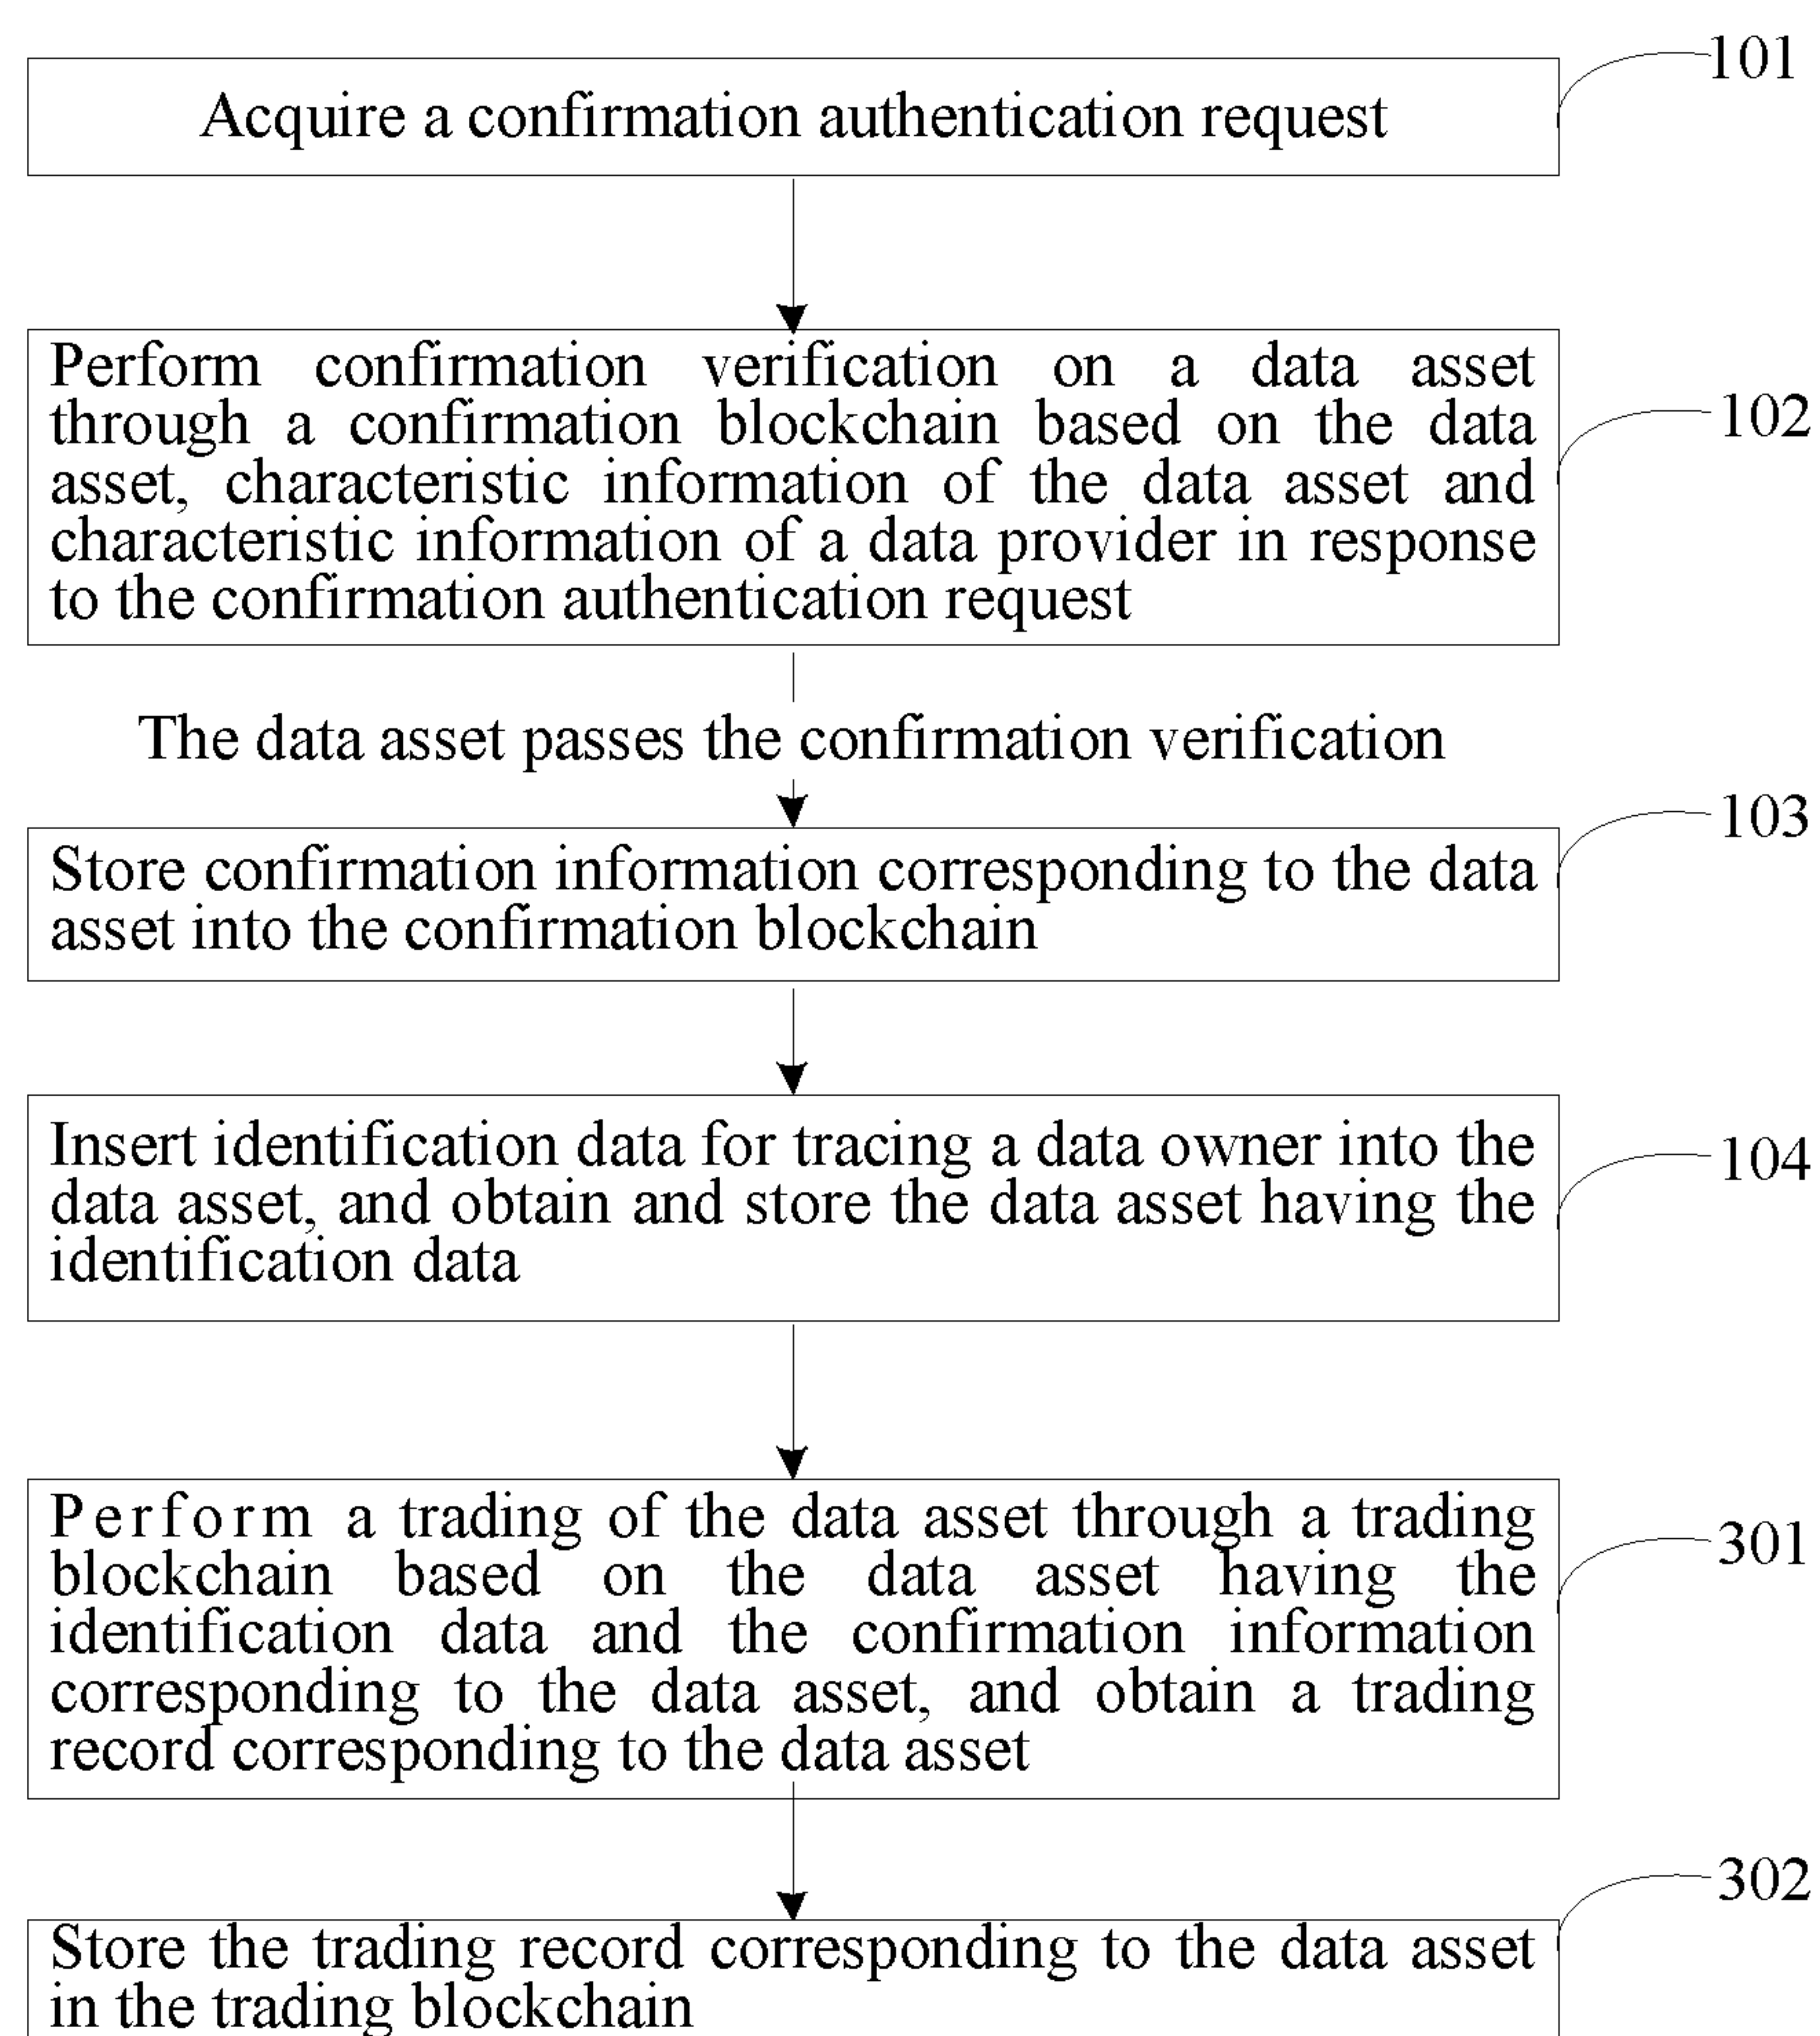 101
Acquire a confirmation authentication request
Perform confirmation verification on a data asset
through a confirmation blockchain based on the data
asset, characteristic information of the data asset and
characteristic information of a data provider in response
to the confirmation authentication request
102
The data asset passes the confirmation verification
103
Store confirmation information corresponding to the data
asset into the confirmation blockchain
Insert identification data for tracing a data owner into the
data asset, and obtain and store the data asset having the
identification data
104
Perform a trading of the data asset through a trading
blockchain based on the data asset having the
identification data and the confirmation information
corresponding to the data asset, and obtain a trading
record corresponding to the data asset
301
302
Store the trading record corresponding to the data asset
in the trading blockchain